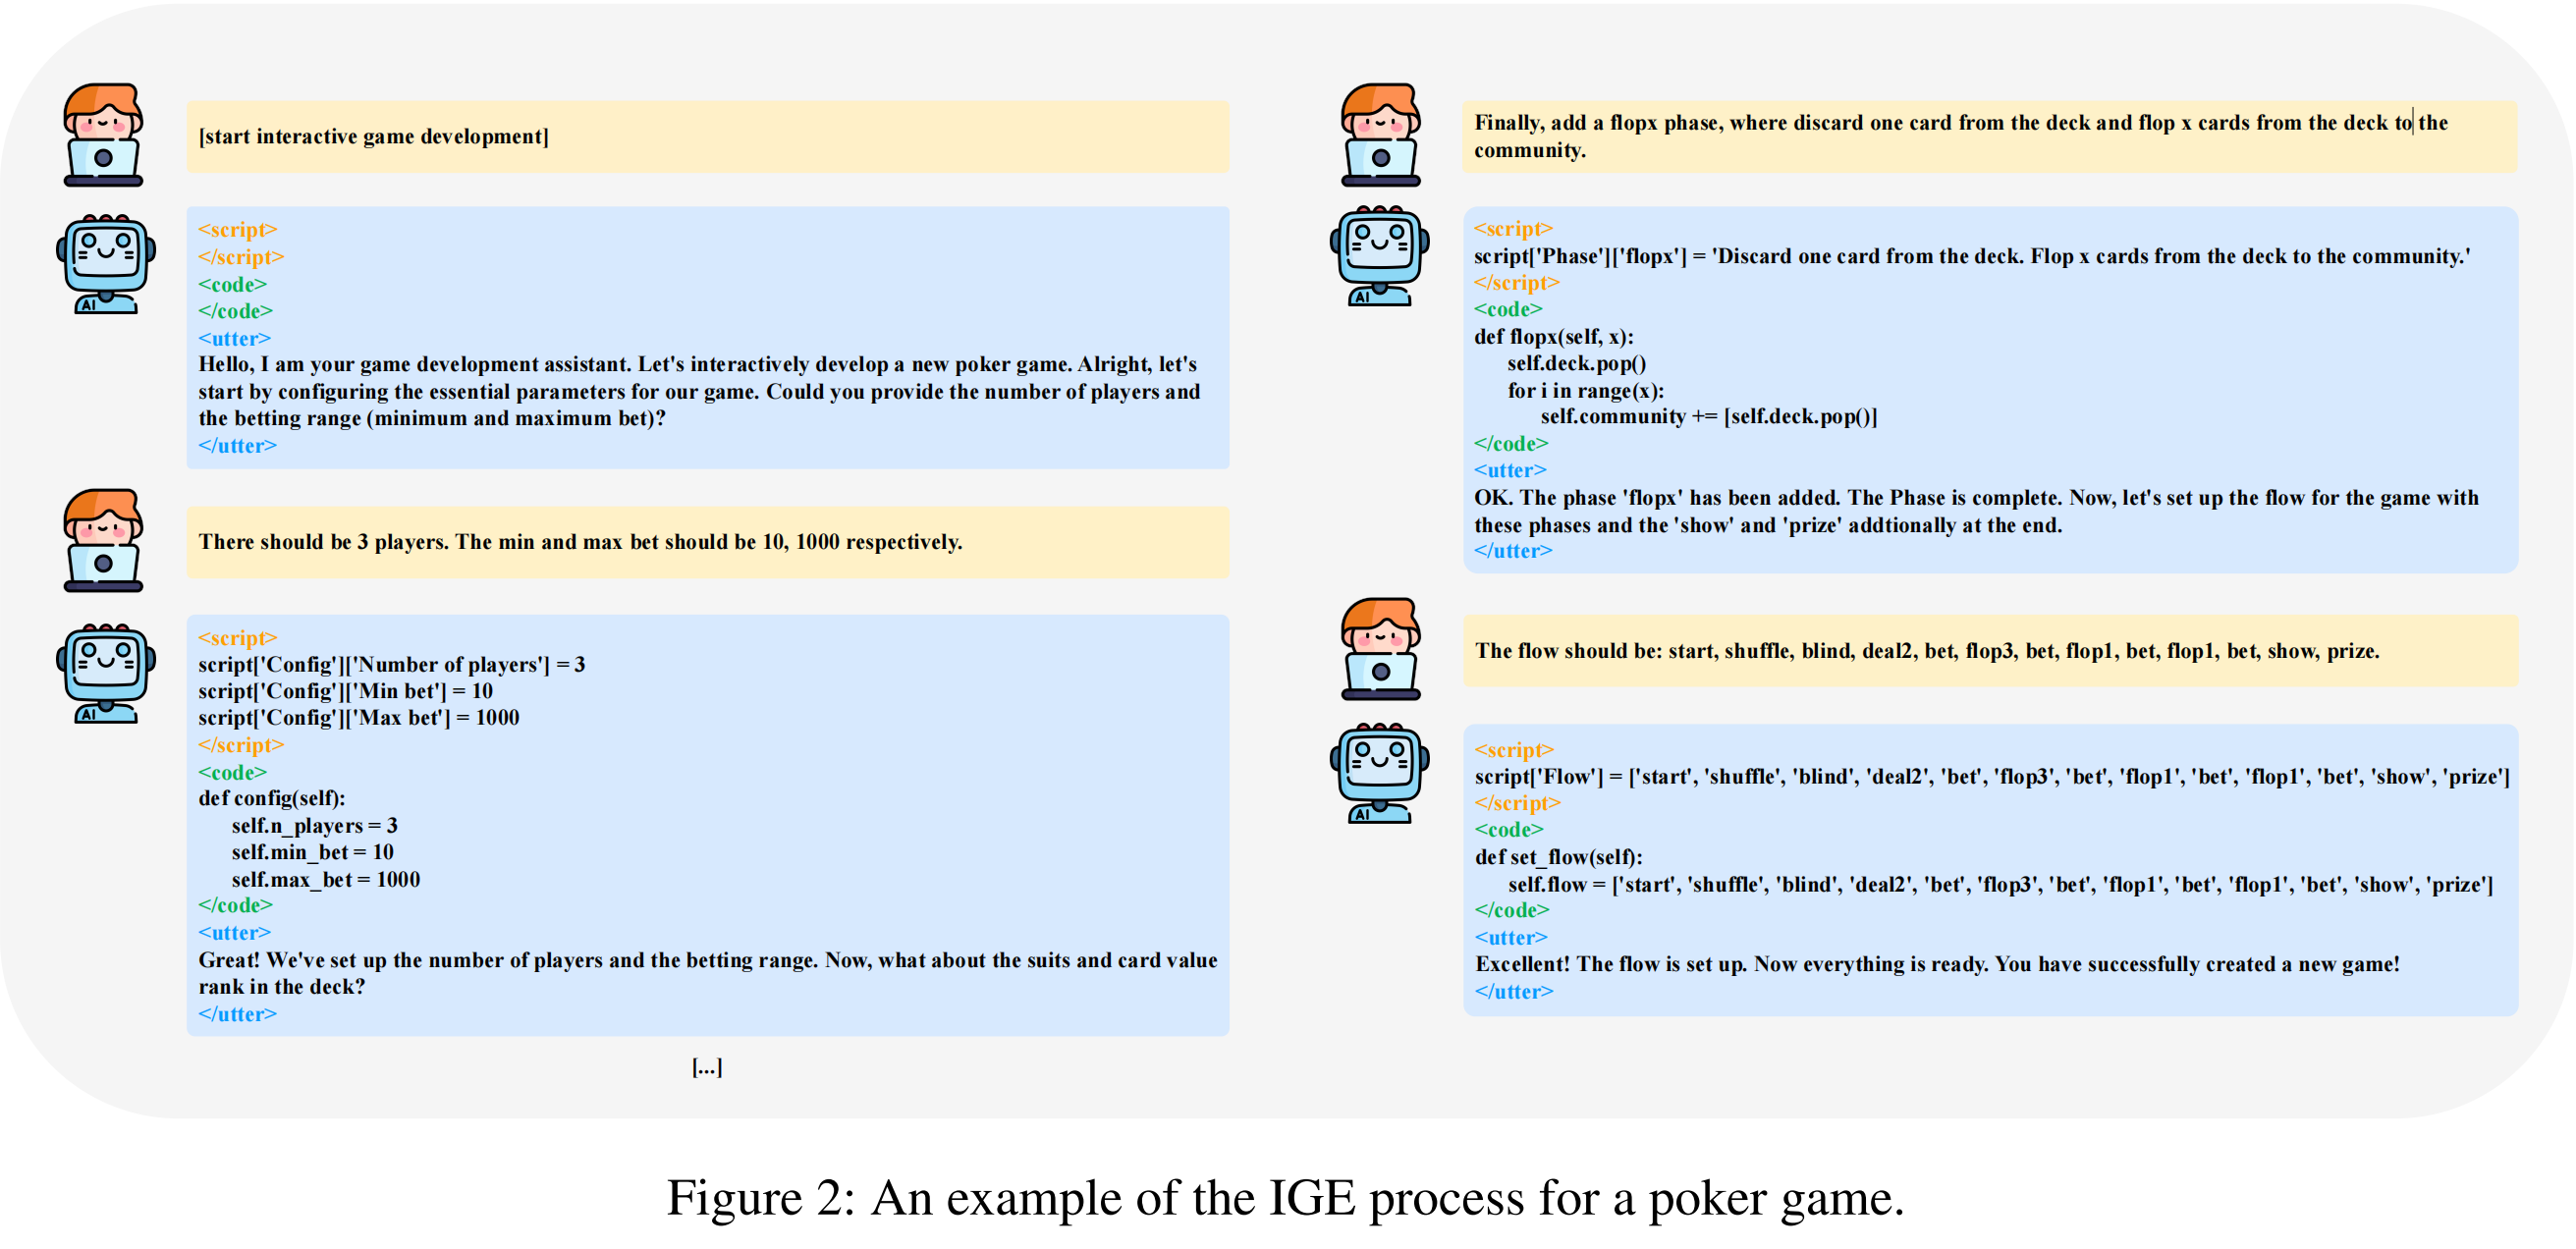 [start interactive game development]
<script>
</script>
<code>
</code>
<utter>
Hello, I am your game development assistant. Let's interactively develop a new poker game. Alright, let's
start by configuring the essential parameters for our game. Could you provide the number of players and
the betting range (minimum and maximum bet)?
</utter>
There should be 3 players. The min and max bet should be 10, 1000 respectively.
<script>
script['Config']['Number of players'] = 3
script['Config']['Min bet'] = 10
script['Config']['Max bet'] = 1000
</script>
<code>
def config(self):
self.n_players = 3
self.min_bet = 10
self.max_bet = 1000
</code>
<utter>
Great! We've set up the number of players and the betting range. Now, what about the suits and card value
rank in the deck?
</utter>
[...]
Finally, add a flopx phase, where discard one card from the deck and flop x cards from the deck to the
community.
<script>
script['Phase']['flopx'] = 'Discard one card from the deck. Flop x cards from the deck to the community.'
</script>
<code>
def flopx(self, x):
self.deck.pop()
for i in range(x):
self.community += [self.deck.pop()]
</code>
<utter>
OK. The phase 'flopx' has been added. The Phase is complete. Now, let's set up the flow for the game with
these phases and the 'show' and 'prize' addtionally at the end.
</utter>
The flow should be: start, shuffle, blind, deal2, bet, flop3, bet, flop1, bet, flop1, bet, show, prize.
<script>
script['Flow'] = ['start', 'shuffle', 'blind', 'deal2', 'bet', 'flop3', 'bet', 'flop1', 'bet', 'flop1', 'bet', 'show', 'prize']
</script>
<code>
def set_flow(self):
self.flow = ['start', 'shuffle', 'blind', 'deal2', 'bet', 'flop3', 'bet', 'flop1', 'bet', 'flop1', 'bet', 'show', 'prize']
</code>
<utter>
Excellent! The flow is set up. Now everything is ready. You have successfully created a new game!
</utter>
AI
AI
AI
AI
Figure 2: An example of the IGE process for a poker game.